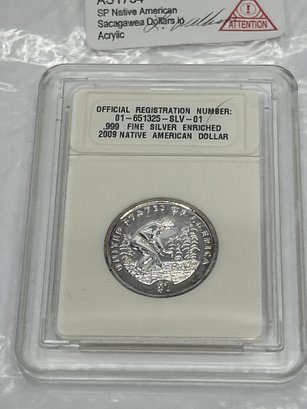 AS1764
SP Native American
Sacagawea Dollars in
Acrylic
ATTENTION
OFFICIAL REGISTRATION NUMBER:
01-651325-SLV-01
.999 FINE SILVER ENRICHED
2009 NATIVE AMERICAN DOLLAR
UNITED STATES OF AMERICA
$1